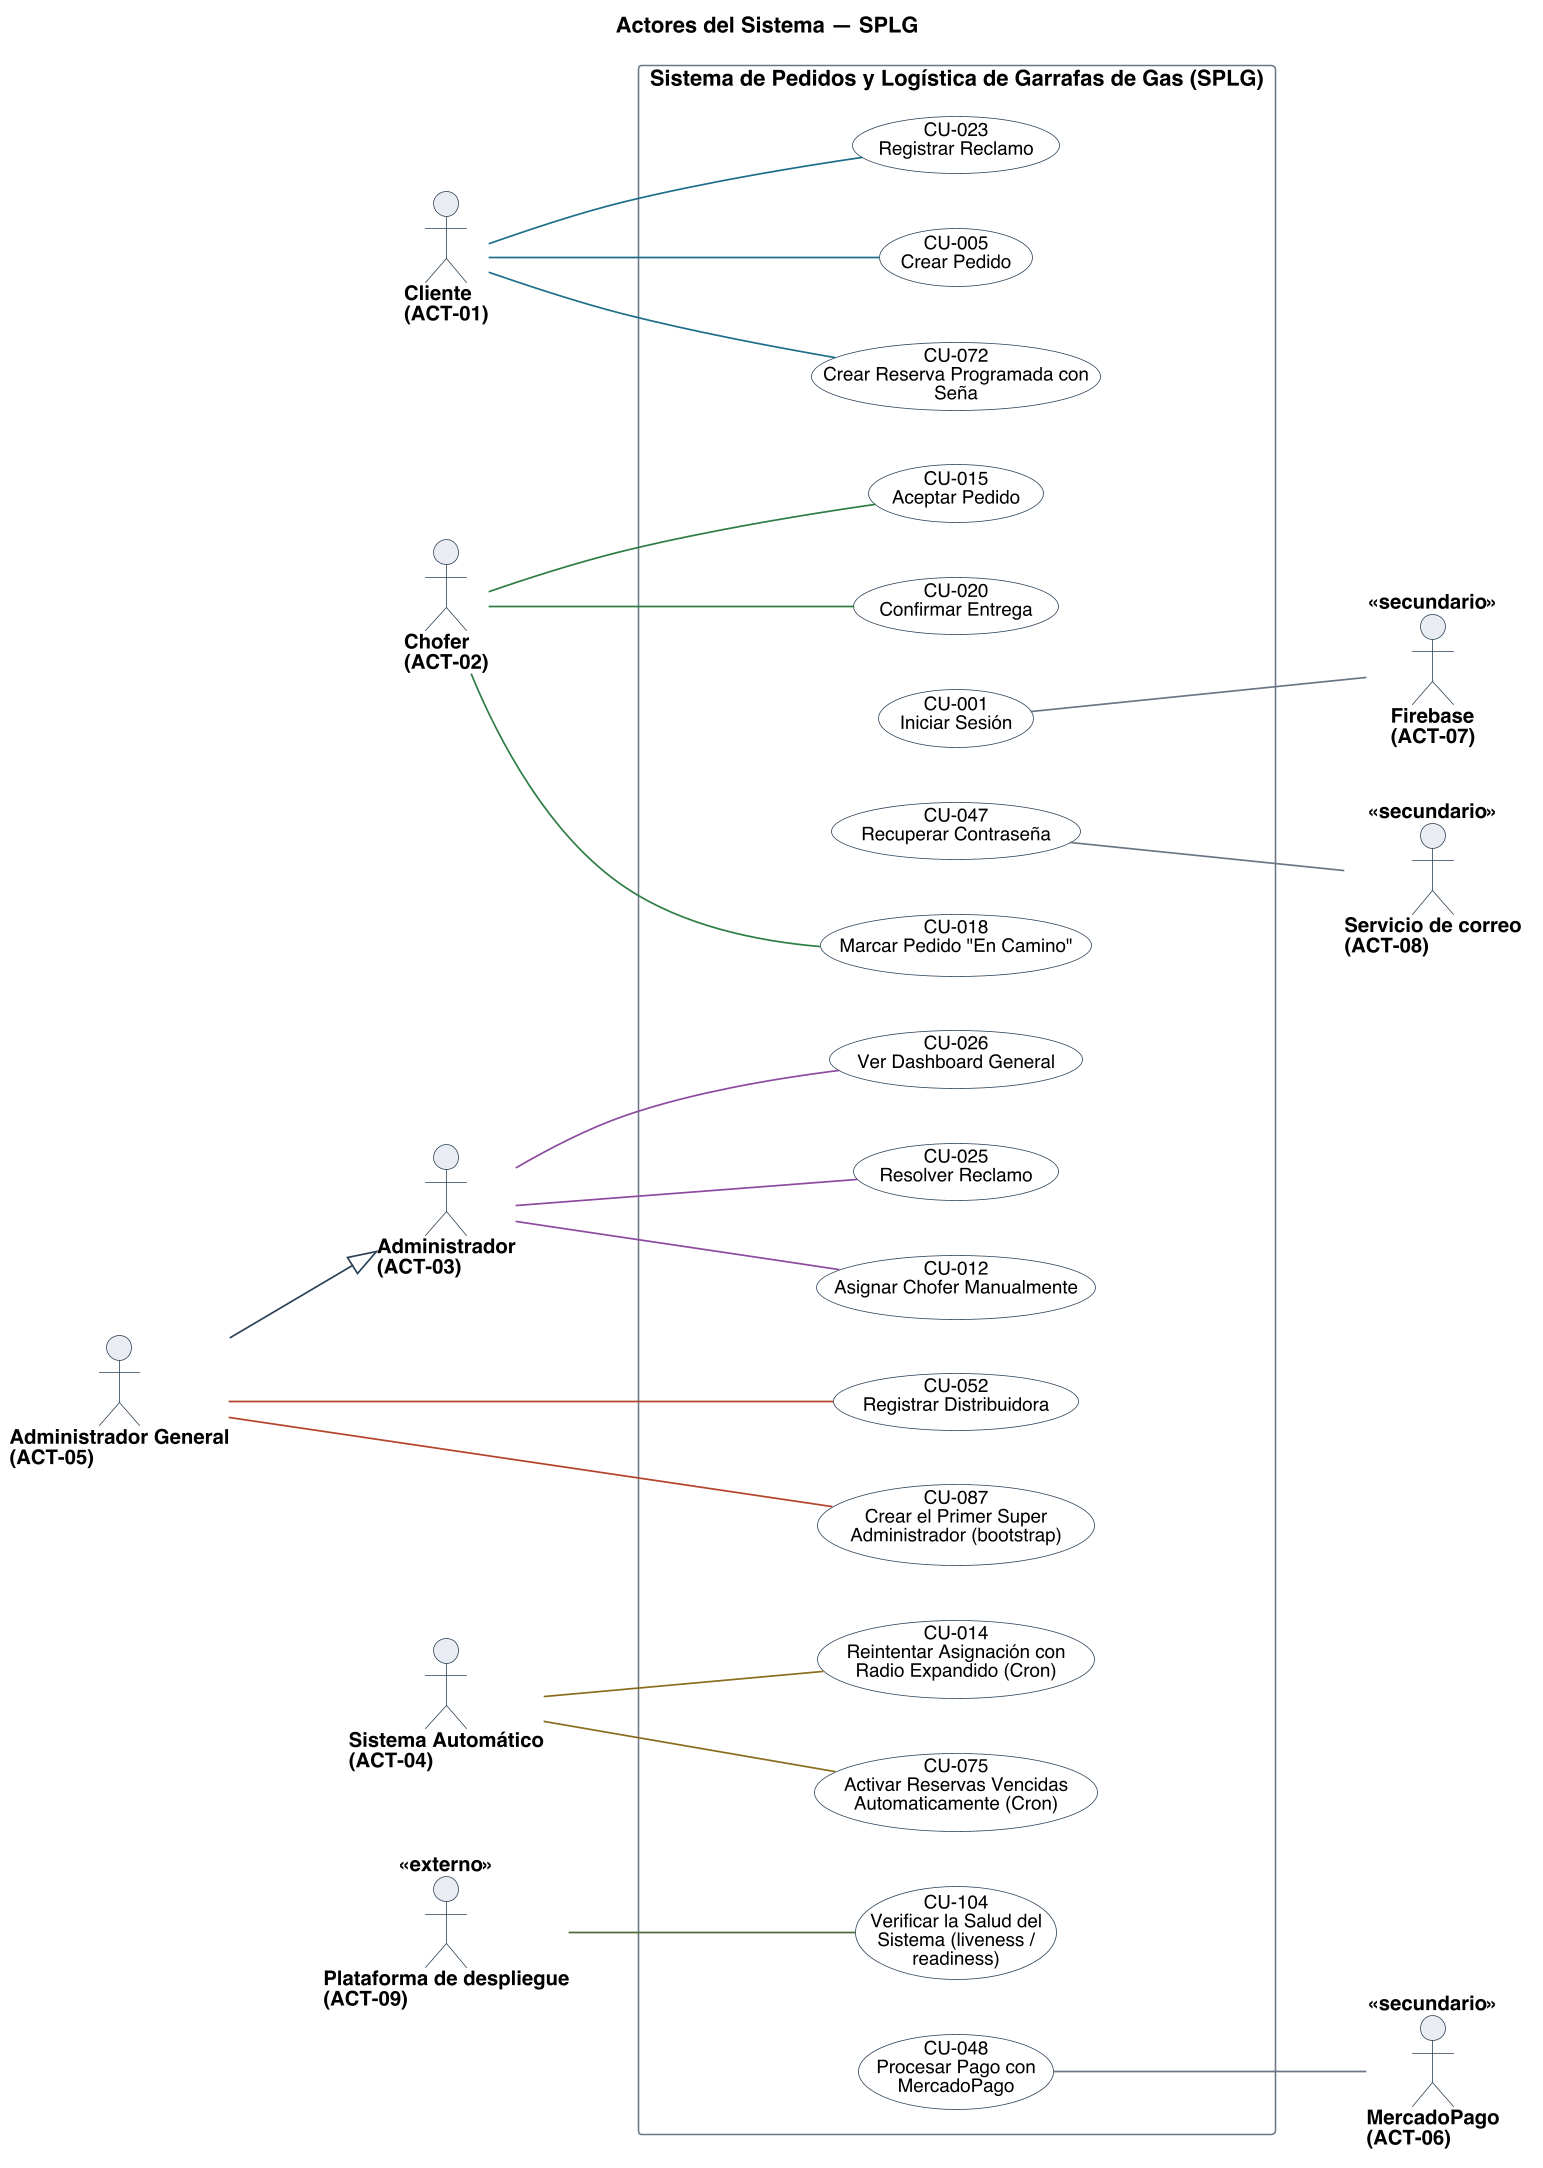 Actores del Sistema — SPLG
Sistema de Pedidos y Logística de Garrafas de Gas (SPLG)
CU-023
Registrar Reclamo
CU-005
Crear Pedido
Cliente
(ACT-01)
CU-072
Crear Reserva Programada con
Seña
CU-015
Aceptar Pedido
CU-020
Confirmar Entrega
Chofer
(ACT-02)
«secundario»
Firebase
(ACT-07)
CU-001
Iniciar Sesión
CU-047
Recuperar Contraseña
«secundario»
Servicio de correo
(ACT-08)
CU-018
Marcar Pedido "En Camino"
CU-026
Ver Dashboard General
CU-025
Resolver Reclamo
Administrador
(ACT-03)
CU-012
Asignar Chofer Manualmente
CU-052
Registrar Distribuidora
Administrador General
(ACT-05)
CU-087
Crear el Primer Super
Administrador (bootstrap)
CU-014
Reintentar Asignación con
Radio Expandido (Cron)
Sistema Automático
(ACT-04)
CU-075
Activar Reservas Vencidas
Automaticamente (Cron)
«externo»
Plataforma de despliegue
(ACT-09)
CU-104
Verificar la Salud del
Sistema (liveness /
readiness)
«secundario»
CU-048
Procesar Pago con
MercadoPago
MercadoPago
(ACT-06)